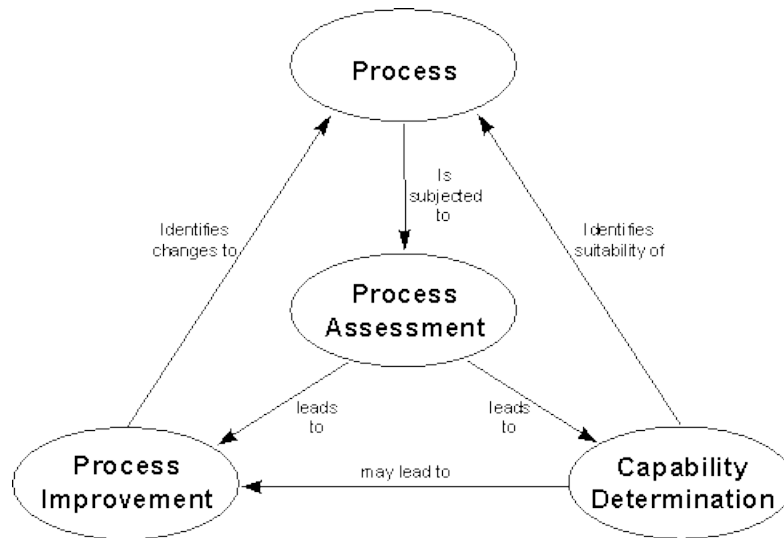 Process
Is
subjected
to
Identifies
changes to
Identifies
suitability of
Process
Assessment
leads
to
leads
to
Process
Improvement
may lead to
Capability
Determination